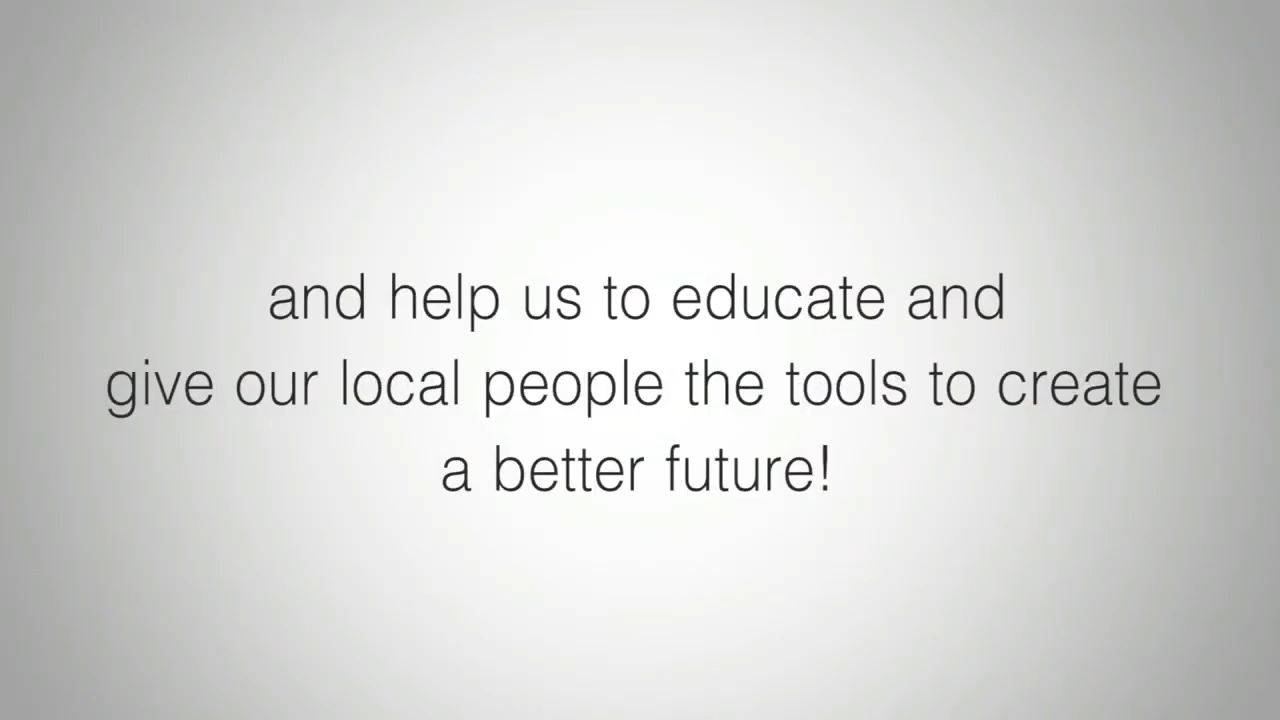 and help us to educate and
give our local people the tools to create
a better future!